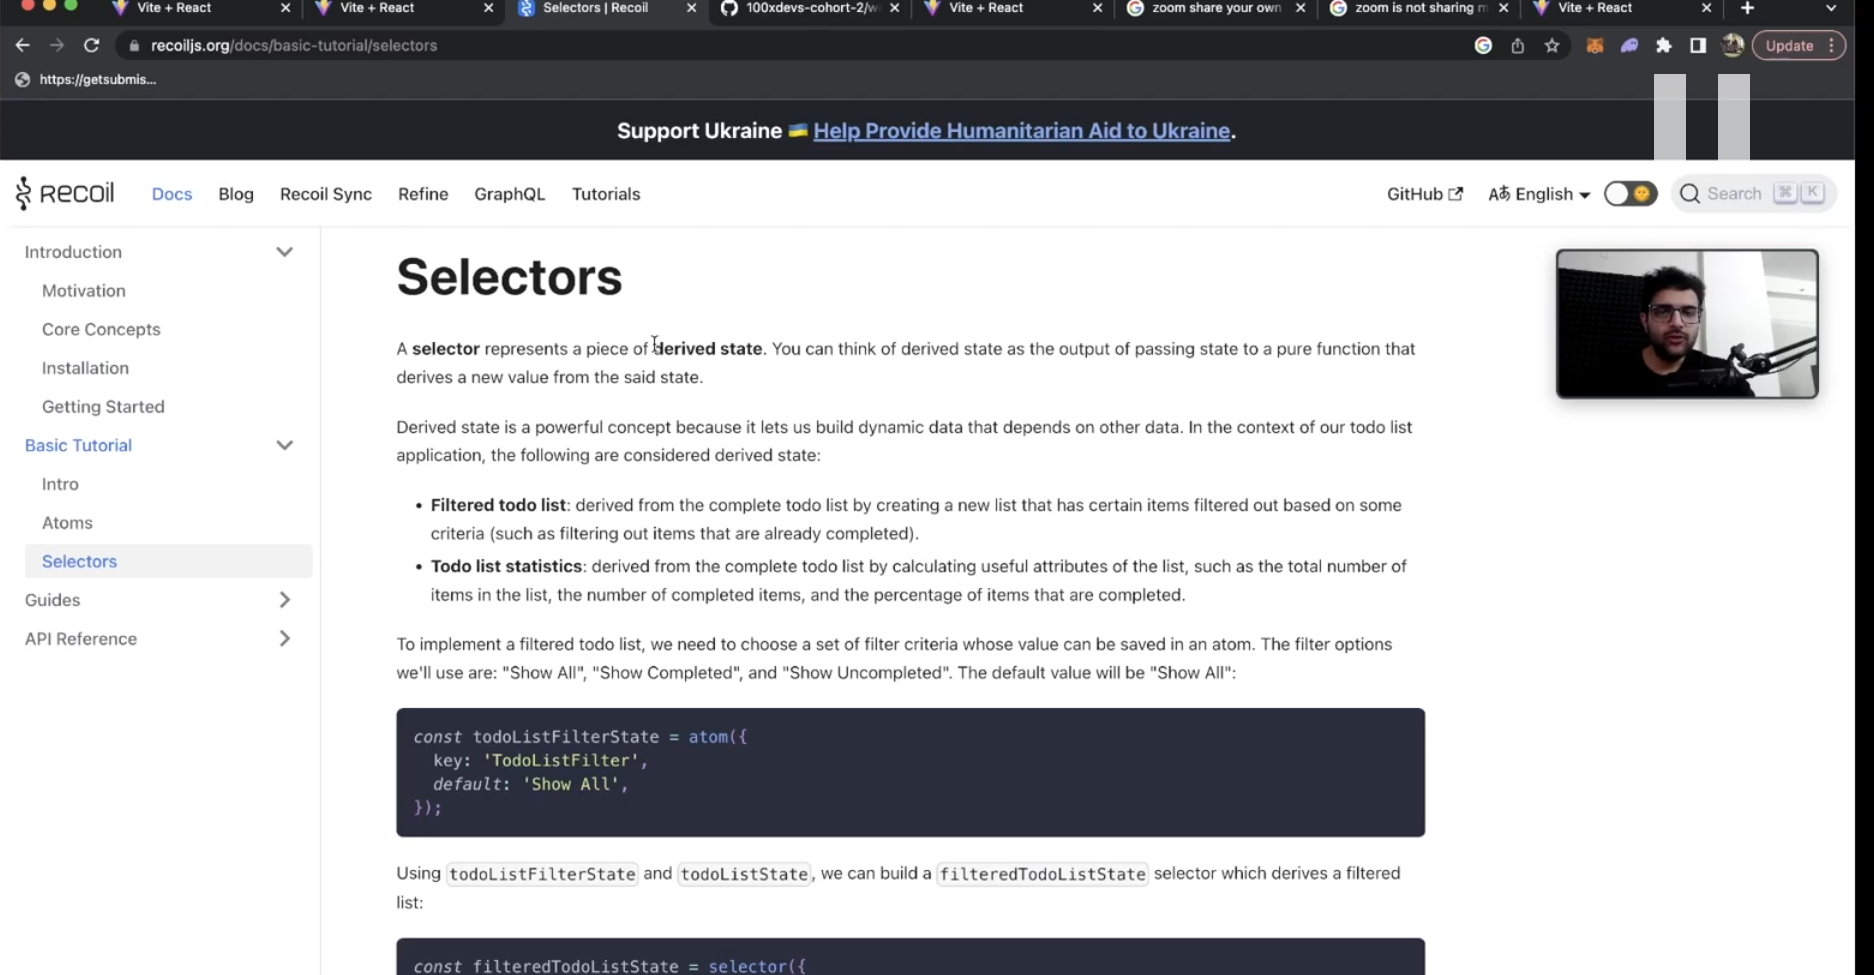 Vite + React
Vite + React
Selectors | Recoil
100xdevs-cohort-2/w
Vite + React
zoom share your own
zoom is not sharing
Vite + React
recoiljs.org/docs/basic-tutorial/selectors
Update
https://getsubmis...
Support Ukraine 🇺🇦 Help Provide Humanitarian Aid to Ukraine.
RECOIL
Docs
Blog
Recoil Sync
Refine
GraphQL
Tutorials
GitHub
Aあ English
Search ⌘ K
Introduction
Motivation
Core Concepts
Installation
Getting Started
Basic Tutorial
Intro
Atoms
Selectors
Guides
API Reference
Selectors
A selector represents a piece of derived state. You can think of derived state as the output of passing state to a pure function that
derives a new value from the said state.
Derived state is a powerful concept because it lets us build dynamic data that depends on other data. In the context of our todo list
application, the following are considered derived state:
• Filtered todo list: derived from the complete todo list by creating a new list that has certain items filtered out based on some
criteria (such as filtering out items that are already completed).
• Todo list statistics: derived from the complete todo list by calculating useful attributes of the list, such as the total number of
items in the list, the number of completed items, and the percentage of items that are completed.
To implement a filtered todo list, we need to choose a set of filter criteria whose value can be saved in an atom. The filter options
we'll use are: "Show All", "Show Completed", and "Show Uncompleted". The default value will be "Show All":
const todoListFilterState = atom({
key: 'TodoListFilter',
default: 'Show All',
});
Using todoListFilterState and todoListState, we can build a filteredTodoListState selector which derives a filtered
list:
const filteredTodoListState = selector({